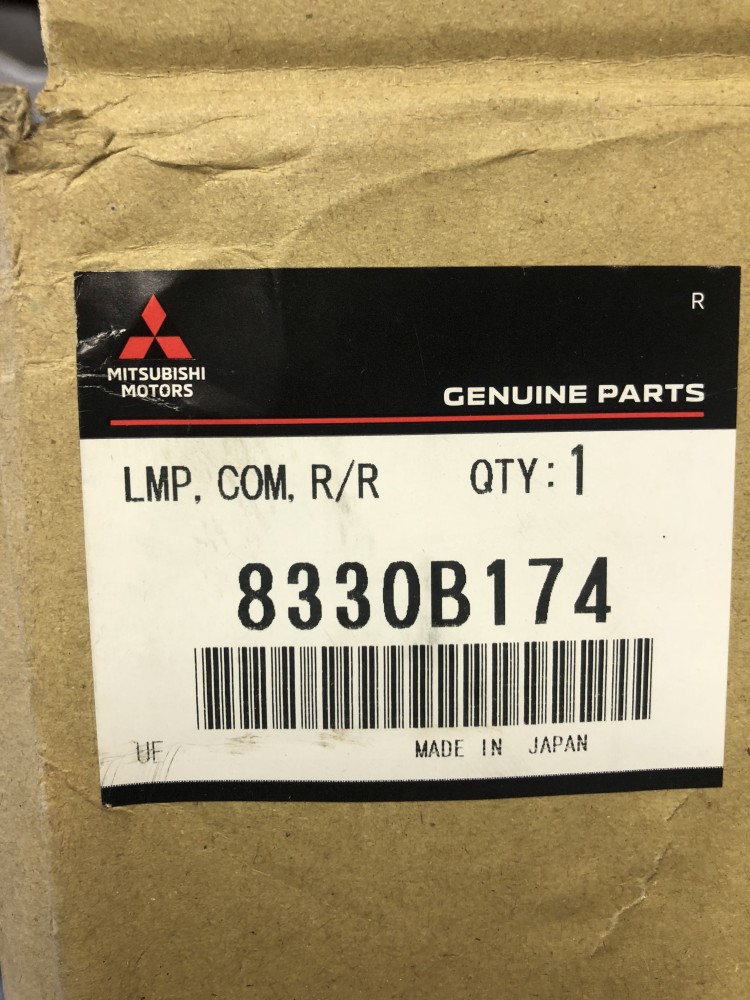 R
MITSUBISHI
MOTORS
GENUINE PARTS
LMP, COM, R/R QTY:1
8330B174
UF MADE IN JAPAN